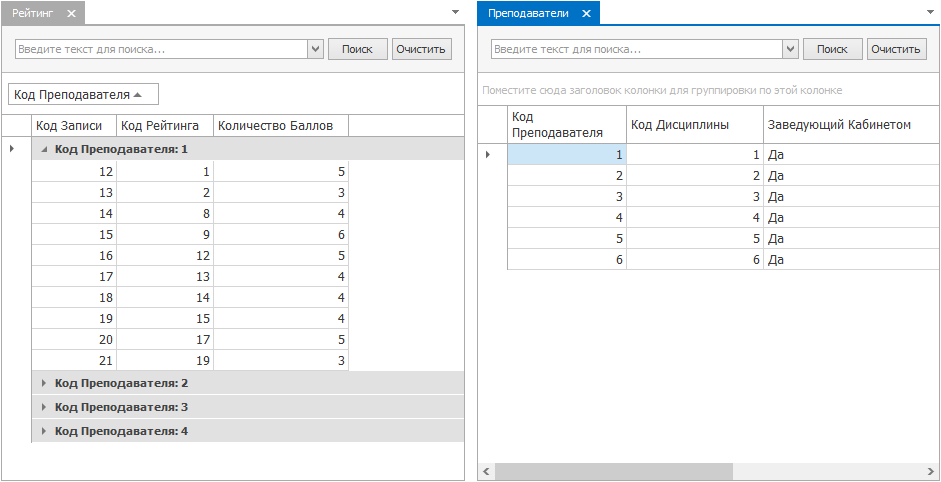 Рейтинг
Введите текст для поиска...
Поиск
Очистить
Код Преподавателя
Код Записи Код Рейтинга Количество Баллов
Код Преподавателя: 1
12 1 5
13 2 3
14 8 4
15 9 6
16 12 5
17 13 4
18 14 4
19 15 4
20 17 5
21 19 3
Код Преподавателя: 2
Код Преподавателя: 3
Код Преподавателя: 4
Преподаватели
Введите текст для поиска...
Поиск
Очистить
Поместите сюда заголовок колонки для группировки по этой колонке
Код
Преподавателя
Код Дисциплины
Заведующий Кабинетом
1 1 Да
2 2 Да
3 3 Да
4 4 Да
5 5 Да
6 6 Да